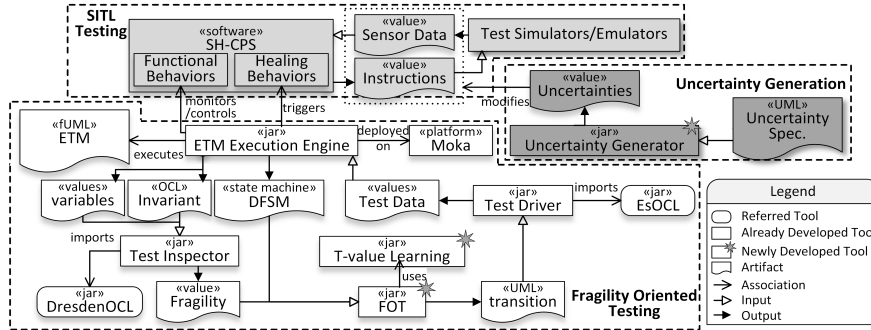 SITL
Testing
«software»
SH-CPS
Functional
Behaviors
Healing
Behaviors
«value»
Sensor Data
«value»
Instructions
Test Simulators/Emulators
Uncertainty Generation
«value»
Uncertainties
modifies
«UML»
Uncertainty
Spec.
«jar»
Uncertainty Generator
monitors
/controls
triggers
«fUML»
ETM
executes
«jar»
ETM Execution Engine
deployed
on
«platform»
Moka
«values»
variables
«OCL»
Invariant
«state machine»
DFSM
«values»
Test Data
«jar»
Test Driver
imports
«jar»
EsOCL
imports
«jar»
Test Inspector
«jar»
T-value Learning
uses
«jar»
DresdenOCL
«value»
Fragility
«jar»
FOT
«UML»
transition
Fragility Oriented
Testing
Legend
Referred Tool
Already Developed Tool
Newly Developed Tool
Artifact
Association
Input
Output